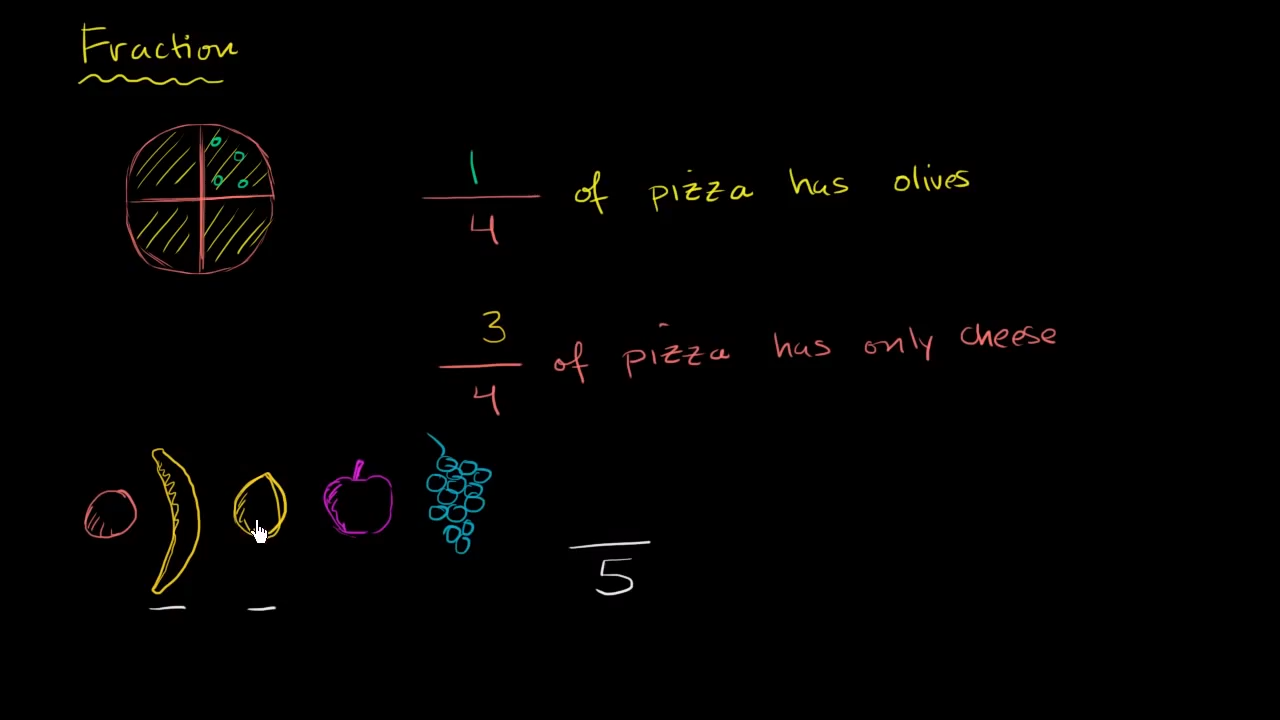 Fraction
1
4
of pizza has olives
3
4
of pizza has only cheese
5